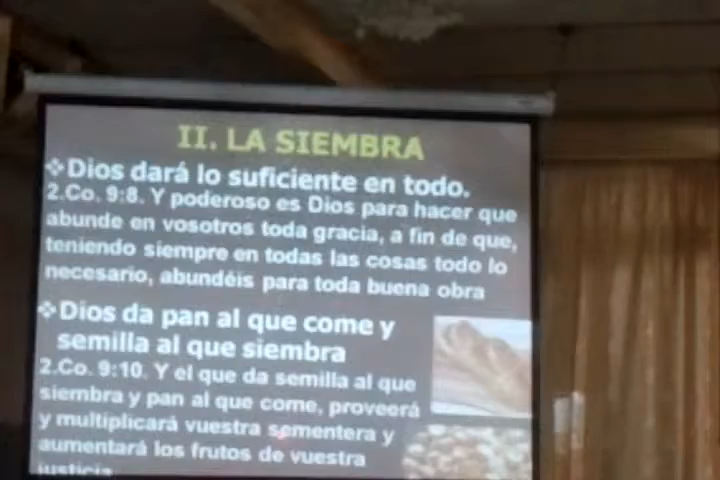 II. LA SIEMBRA
❖Dios dará lo suficiente en todo.
2.Co. 9:8. Y poderoso es Dios para hacer que
abunde en vosotros toda gracia, a fin de que,
teniendo siempre en todas las cosas todo lo
necesario, abundéis para toda buena obra
❖Dios da pan al que come y
semilla al que siembra
2.Co. 9:10. Y el que da semilla al que
siembra y pan al que come, proveerá
y multiplicará vuestra sementera y
aumentará los frutos de vuestra
justicia